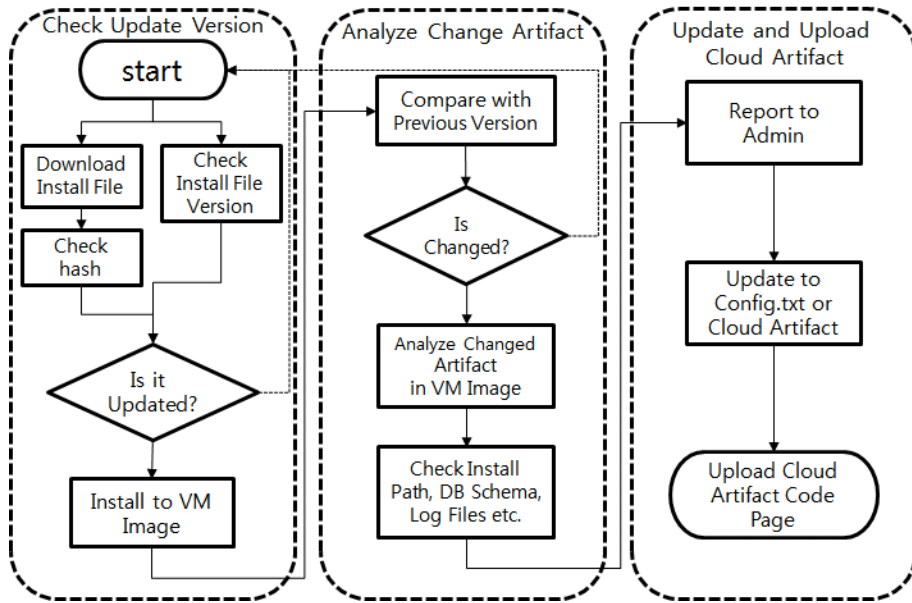 Check Update Version
start
Download
Install File
Check
Install File
Version
Check
hash
Is it
Updated?
Install to VM
Image
Analyze Change Artifact
Compare with
Previous Version
Is
Changed?
Analyze Changed
Artifact
in VM Image
Check Install
Path, DB Schema,
Log Files etc.
Update and Upload
Cloud Artifact
Report to
Admin
Update to
Config.txt or
Cloud Artifact
Upload Cloud
Artifact Code
Page